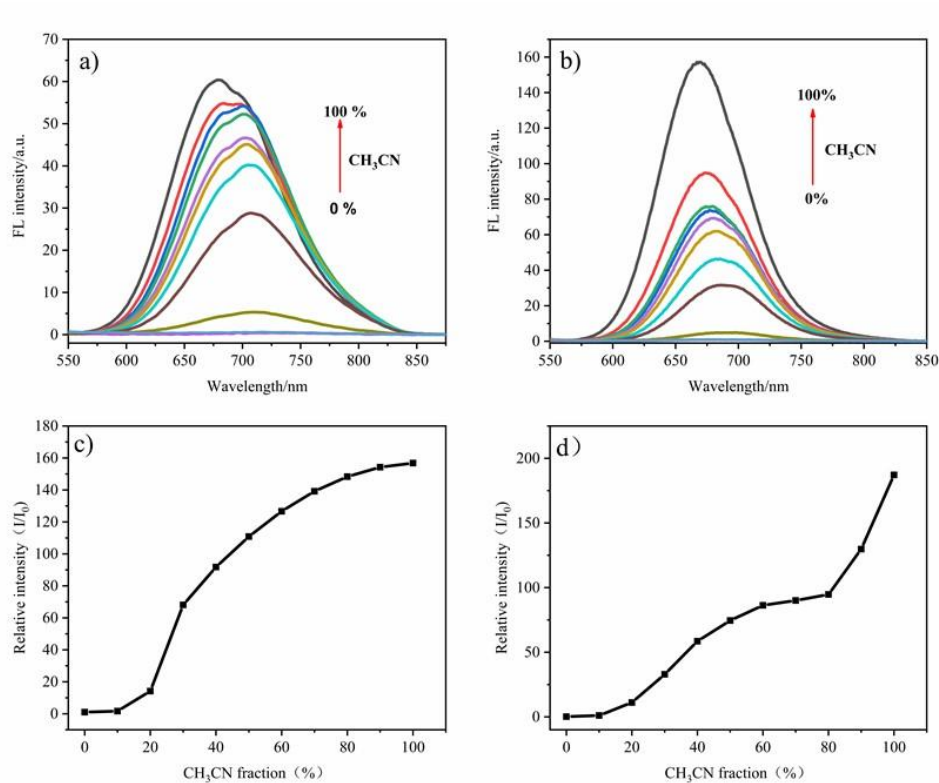 a)
70
60
50
40
30
20
10
0
FL intensity/a.u.
100 %
CH₃CN
0 %
550 600 650 700 750 800 850
Wavelength/nm
b)
160
140
120
100
80
60
40
20
0
FL intensity/a.u.
100%
CH₃CN
0%
550 600 650 700 750 800 850
Wavelength/nm
c)
180
160
140
120
100
80
60
40
20
0
Relative intensity（I/I₀）
0 20 40 60 80 100
CH₃CN fraction（%）
d）
200
150
100
50
0
Relative intensity（I/I₀）
0 20 40 60 80 100
CH₃CN fraction（%）